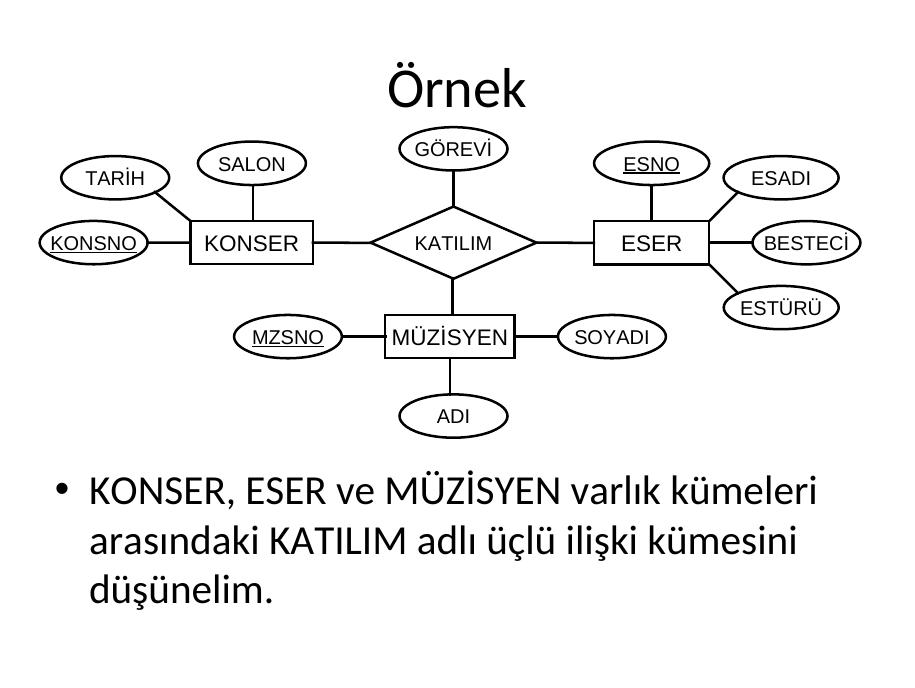 Örnek
GÖREVİ
TARİH
SALON
ESNO
ESADI
KONSNO
KONSER
KATILIM
ESER
BESTECİ
ESTÜRÜ
MZSNO
MÜZİSYEN
SOYADI
ADI
• KONSER, ESER ve MÜZİSYEN varlık kümeleri
arasındaki KATILIM adlı üçlü ilişki kümesini
düşünelim.